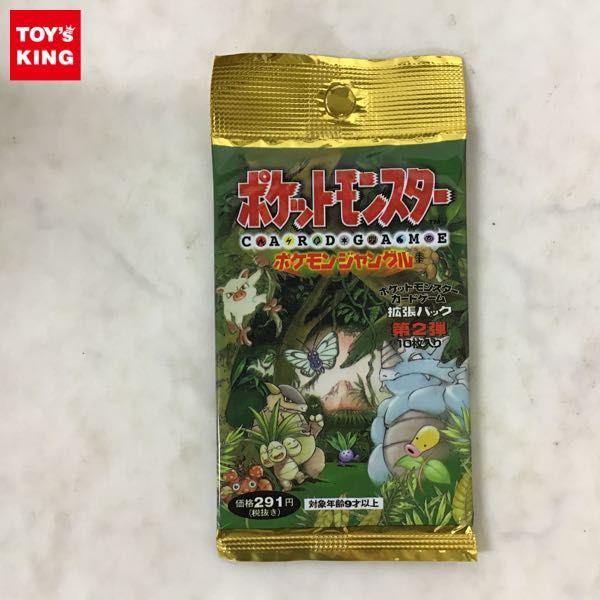 TOY'S
KING
ポケットモンスター
TM
CARDGAME
ポケモンジャングル
ポケットモンスター
カードゲーム
拡張パック
第2弾
10枚入り
価格291円
(税抜き)
対象年齢9才以上